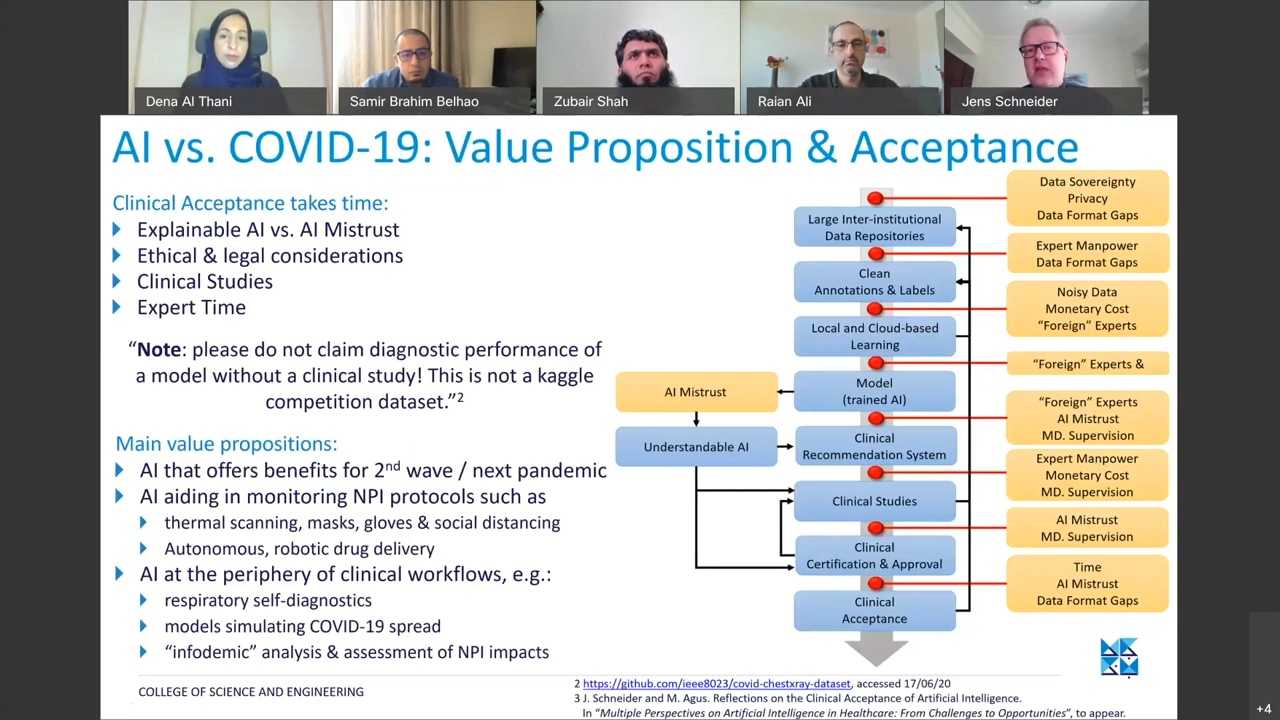 Dena Al Thani
Samir Brahim Belhao
Zubair Shah
Raian Ali
Jens Schneider
AI vs. COVID-19: Value Proposition & Acceptance
Clinical Acceptance takes time:
Explainable AI vs. AI Mistrust
Ethical & legal considerations
Clinical Studies
Expert Time
“Note: please do not claim diagnostic performance of
a model without a clinical study! This is not a kaggle
competition dataset.”2
Main value propositions:
AI that offers benefits for 2nd wave / next pandemic
AI aiding in monitoring NPI protocols such as
thermal scanning, masks, gloves & social distancing
Autonomous, robotic drug delivery
AI at the periphery of clinical workflows, e.g.:
respiratory self-diagnostics
models simulating COVID-19 spread
“infodemic” analysis & assessment of NPI impacts
AI Mistrust
Understandable AI
Large Inter-institutional
Data Repositories
Clean
Annotations & Labels
Local and Cloud-based
Learning
Model
(trained AI)
Clinical
Recommendation System
Clinical Studies
Clinical
Certification & Approval
Clinical
Acceptance
Data Sovereignty
Privacy
Data Format Gaps
Expert Manpower
Data Format Gaps
Noisy Data
Monetary Cost
“Foreign” Experts
“Foreign” Experts &
“Foreign” Experts
AI Mistrust
MD. Supervision
Expert Manpower
Monetary Cost
MD. Supervision
AI Mistrust
MD. Supervision
Time
AI Mistrust
Data Format Gaps
COLLEGE OF SCIENCE AND ENGINEERING
2 https://github.com/ieee8023/covid-chestxray-dataset, accessed 17/06/20
3 J. Schneider and M. Agus. Reflections on the Clinical Acceptance of Artificial Intelligence.
In “Multiple Perspectives on Artificial Intelligence in Healthcare: From Challenges to Opportunities”, to appear.
+4